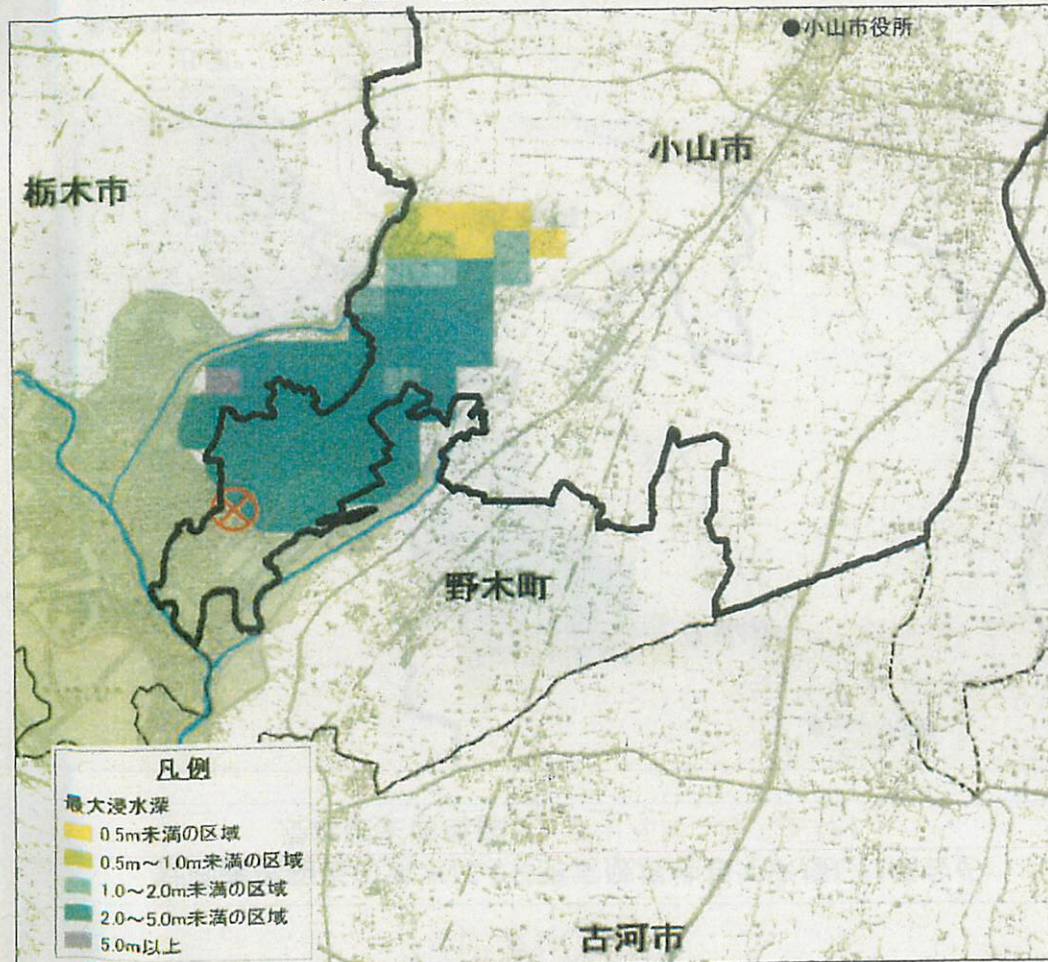 ●小山市役所
小山市
栃木市
野木町
凡例
最大浸水深
0.5m未満の区域
0.5m～1.0m未満の区域
1.0～2.0m未満の区域
2.0～5.0m未満の区域
5.0m以上
古河市